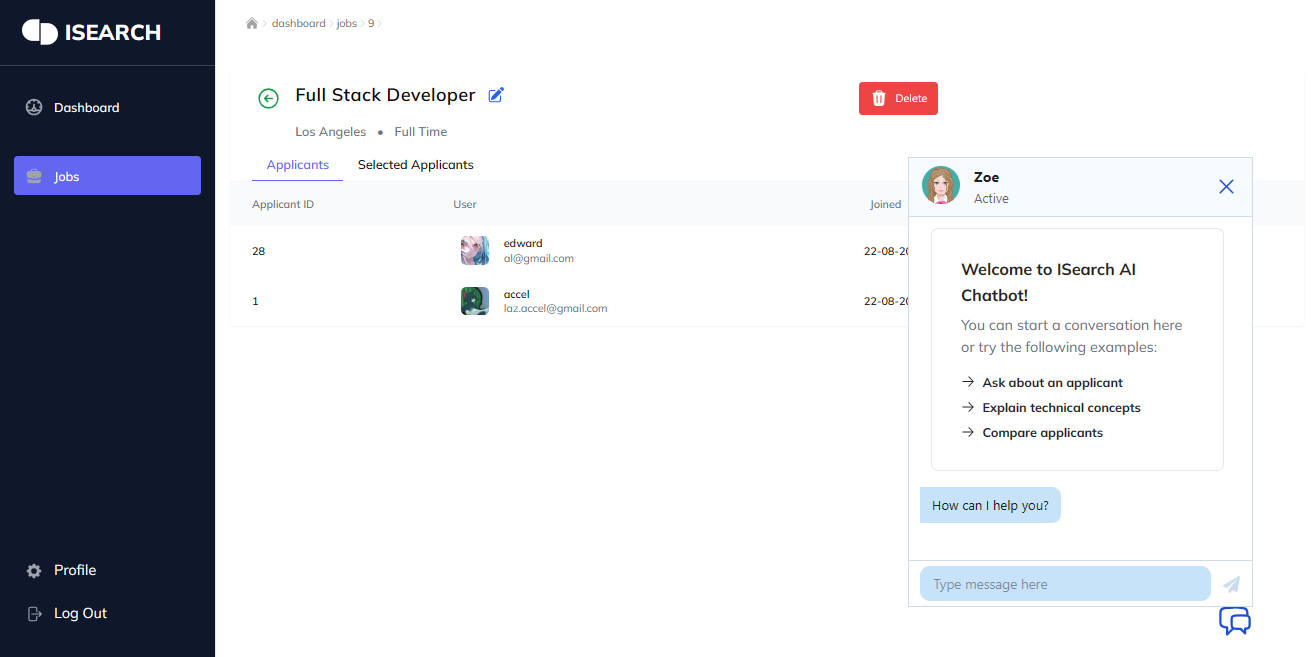 ISEARCH
Dashboard
Jobs
Profile
Log Out
dashboard jobs 9
Full Stack Developer
Delete
Los Angeles • Full Time
Applicants Selected Applicants
Applicant ID User Joined
28 edward 22-08-20
al@gmail.com
1 accel 22-08-20
laz.accel@gmail.com
Zoe
Active
Welcome to ISearch AI
Chatbot!
You can start a conversation here
or try the following examples:
→ Ask about an applicant
→ Explain technical concepts
→ Compare applicants
How can I help you?
Type message here